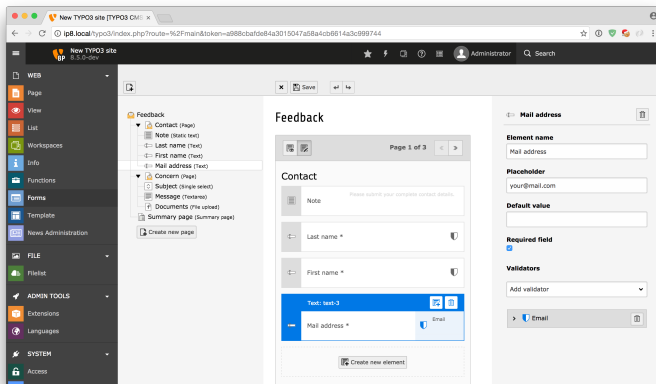 New TYPO3 site [TYPO3 CMS
ip8.local/typo3/index.php?route=%2Fmain&token=a988cbafde84a3015047a58a4cb6614a3c999744
New TYPO3 site
BP 8.5.0-dev
Administrator
Search
WEB
Page
View
List
Workspaces
Info
Functions
Forms
Template
News Administration
FILE
Filelist
ADMIN TOOLS
Extensions
Languages
SYSTEM
Access
Feedback
Contact (Page)
Note (Static text)
Last name (Text)
First name (Text)
Mail address (Text)
Concern (Page)
Subject (Single select)
Message (Textarea)
Documents (File upload)
Summary page (Summary page)
Create new page
Save
Feedback
Page 1 of 3
Contact
Please submit your complete contact details.
Note
Last name *
First name *
Text: text-3
Mail address *
Email
Create new element
Mail address
Element name
Mail address
Placeholder
your@mail.com
Default value
Required field
Validators
Add validator
Email